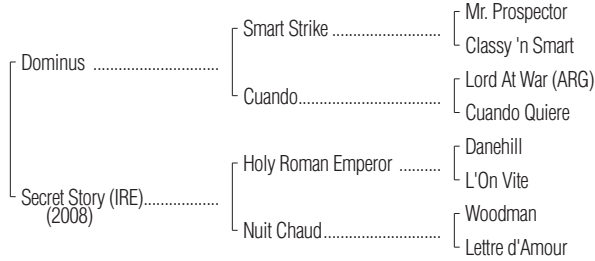 Mr. Prospector
Smart Strike ........................
Classy 'n Smart
Dominus ............................
Lord At War (ARG)
Cuando................................
Cuando Quiere
Danehill
Holy Roman Emperor .........
L'On Vite
Secret Story (IRE).................
(2008)
Woodman
Nuit Chaud..........................
Lettre d'Amour